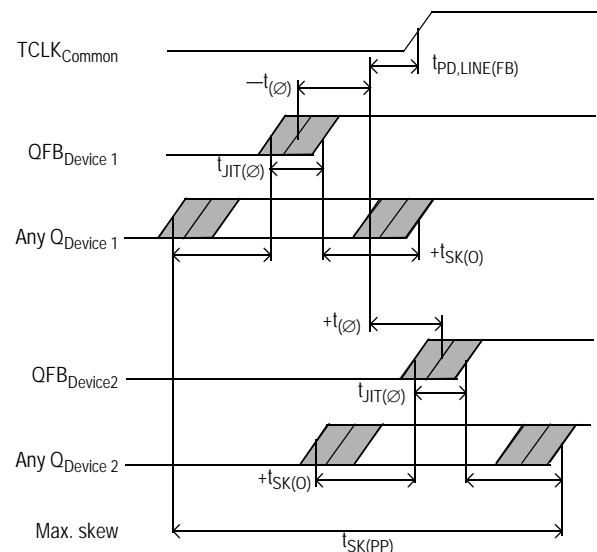 TCLKCommon
tPD,LINE(FB)
—t(∅)
QFBDevice 1
tJIT(∅)
Any QDevice 1
+tSK(O)
+t(∅)
QFBDevice2
tJIT(∅)
Any QDevice 2
+tSK(O)
Max. skew
tSK(PP)